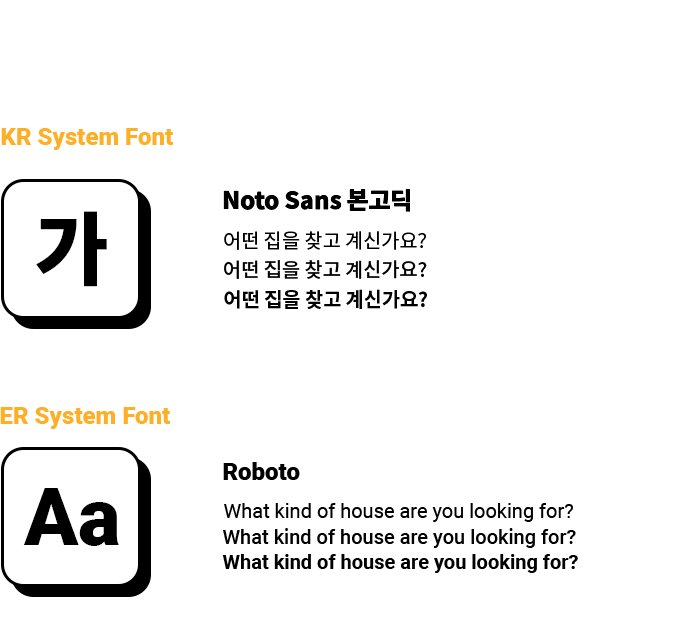 KR System Font
가
Noto Sans 본고딕
어떤 집을 찾고 계신가요?
어떤 집을 찾고 계신가요?
어떤 집을 찾고 계신가요?
ER System Font
Aa
Roboto
What kind of house are you looking for?
What kind of house are you looking for?
What kind of house are you looking for?